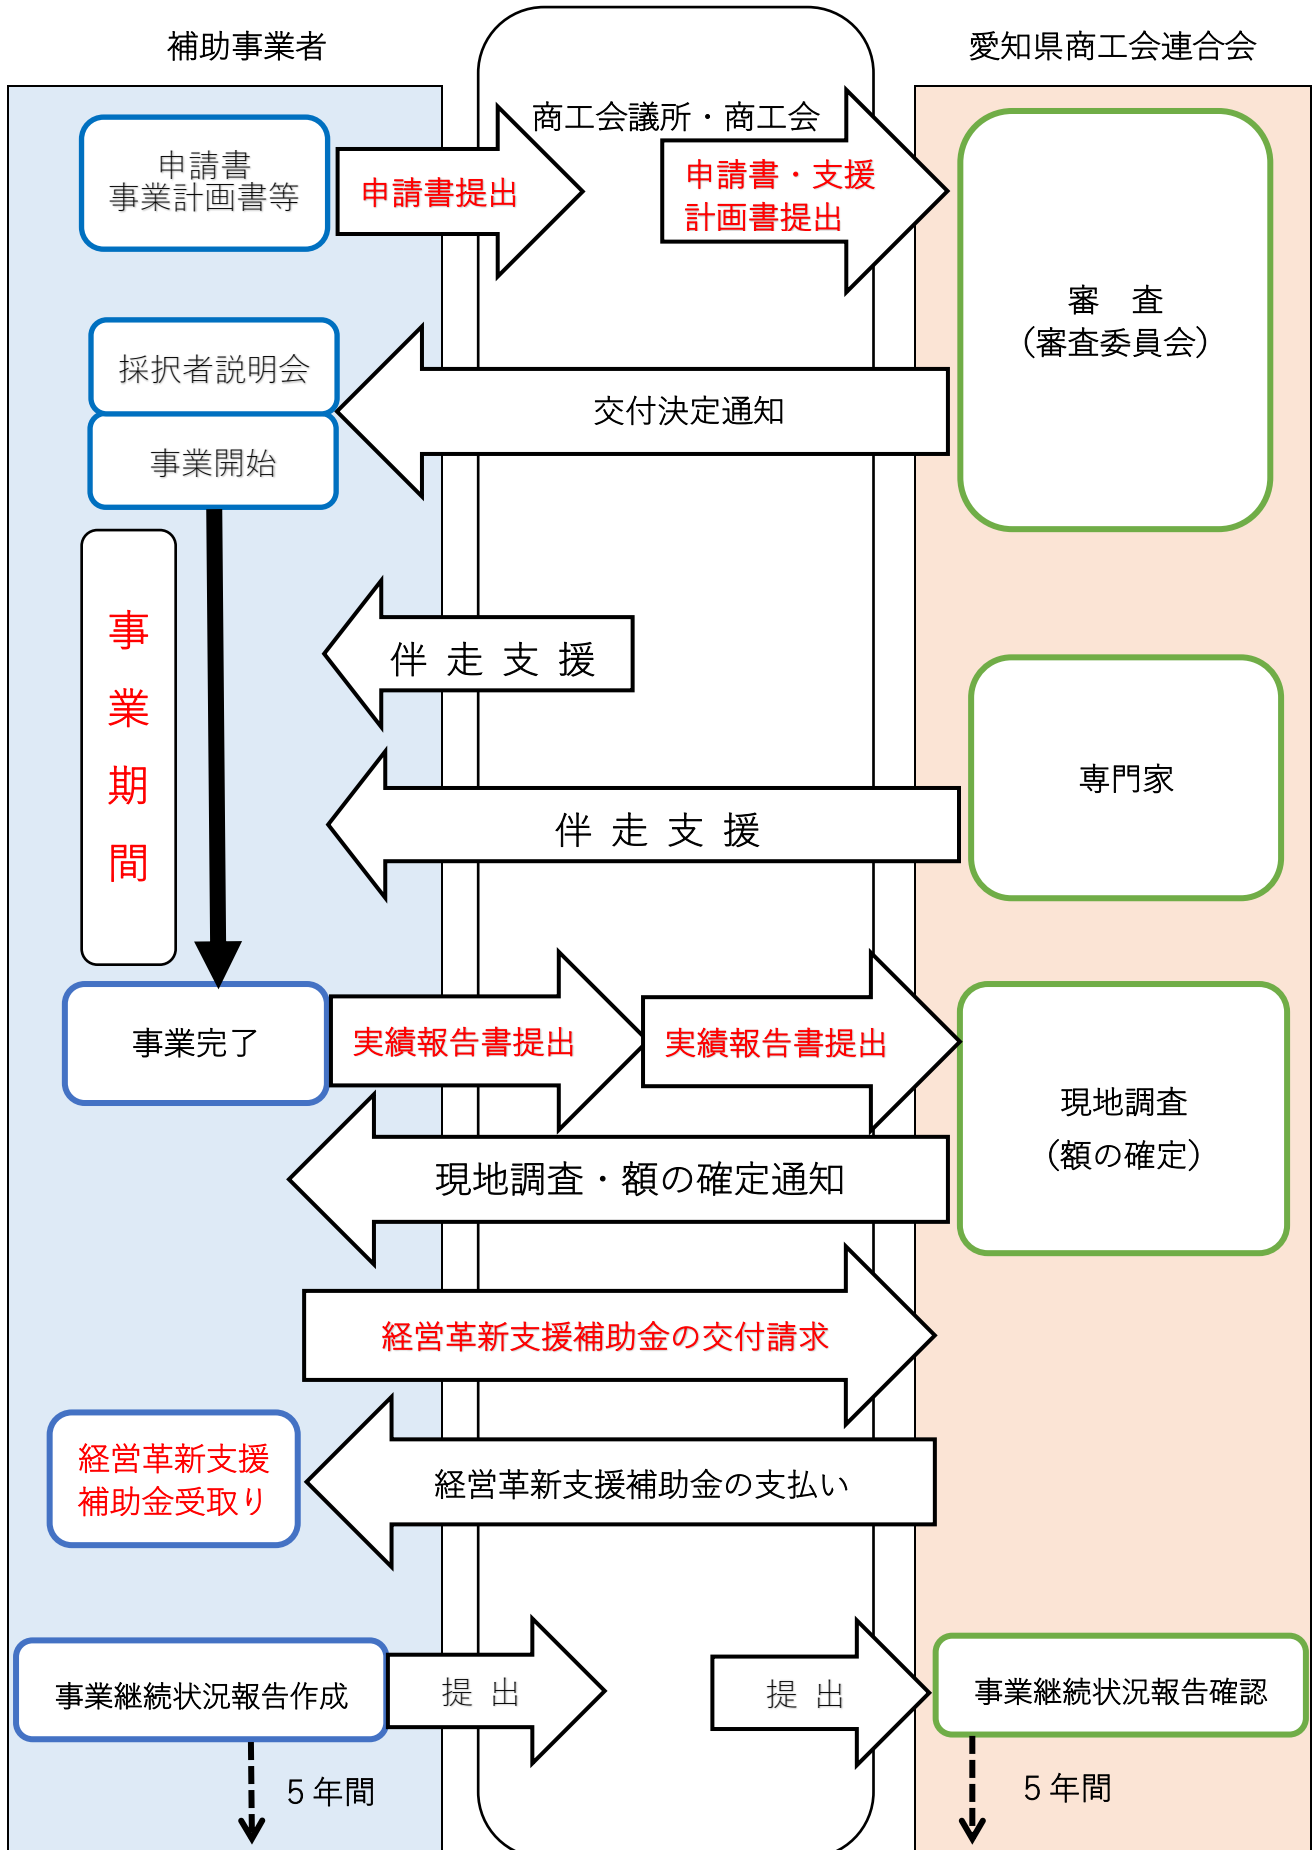 補助事業者
愛知県商工会連合会
商工会議所・商工会
申請書
事業計画書等
申請書提出
申請書・支援
計画書提出
審　査
（審査委員会）
採択者説明会
交付決定通知
事業開始
事
業
期
間
伴 走 支 援
専門家
伴 走 支 援
事業完了
実績報告書提出
実績報告書提出
現地調査
（額の確定）
現地調査・額の確定通知
経営革新支援補助金の交付請求
経営革新支援
補助金受取り
経営革新支援補助金の支払い
事業継続状況報告作成
提 出
提 出
事業継続状況報告確認
5 年間
5 年間